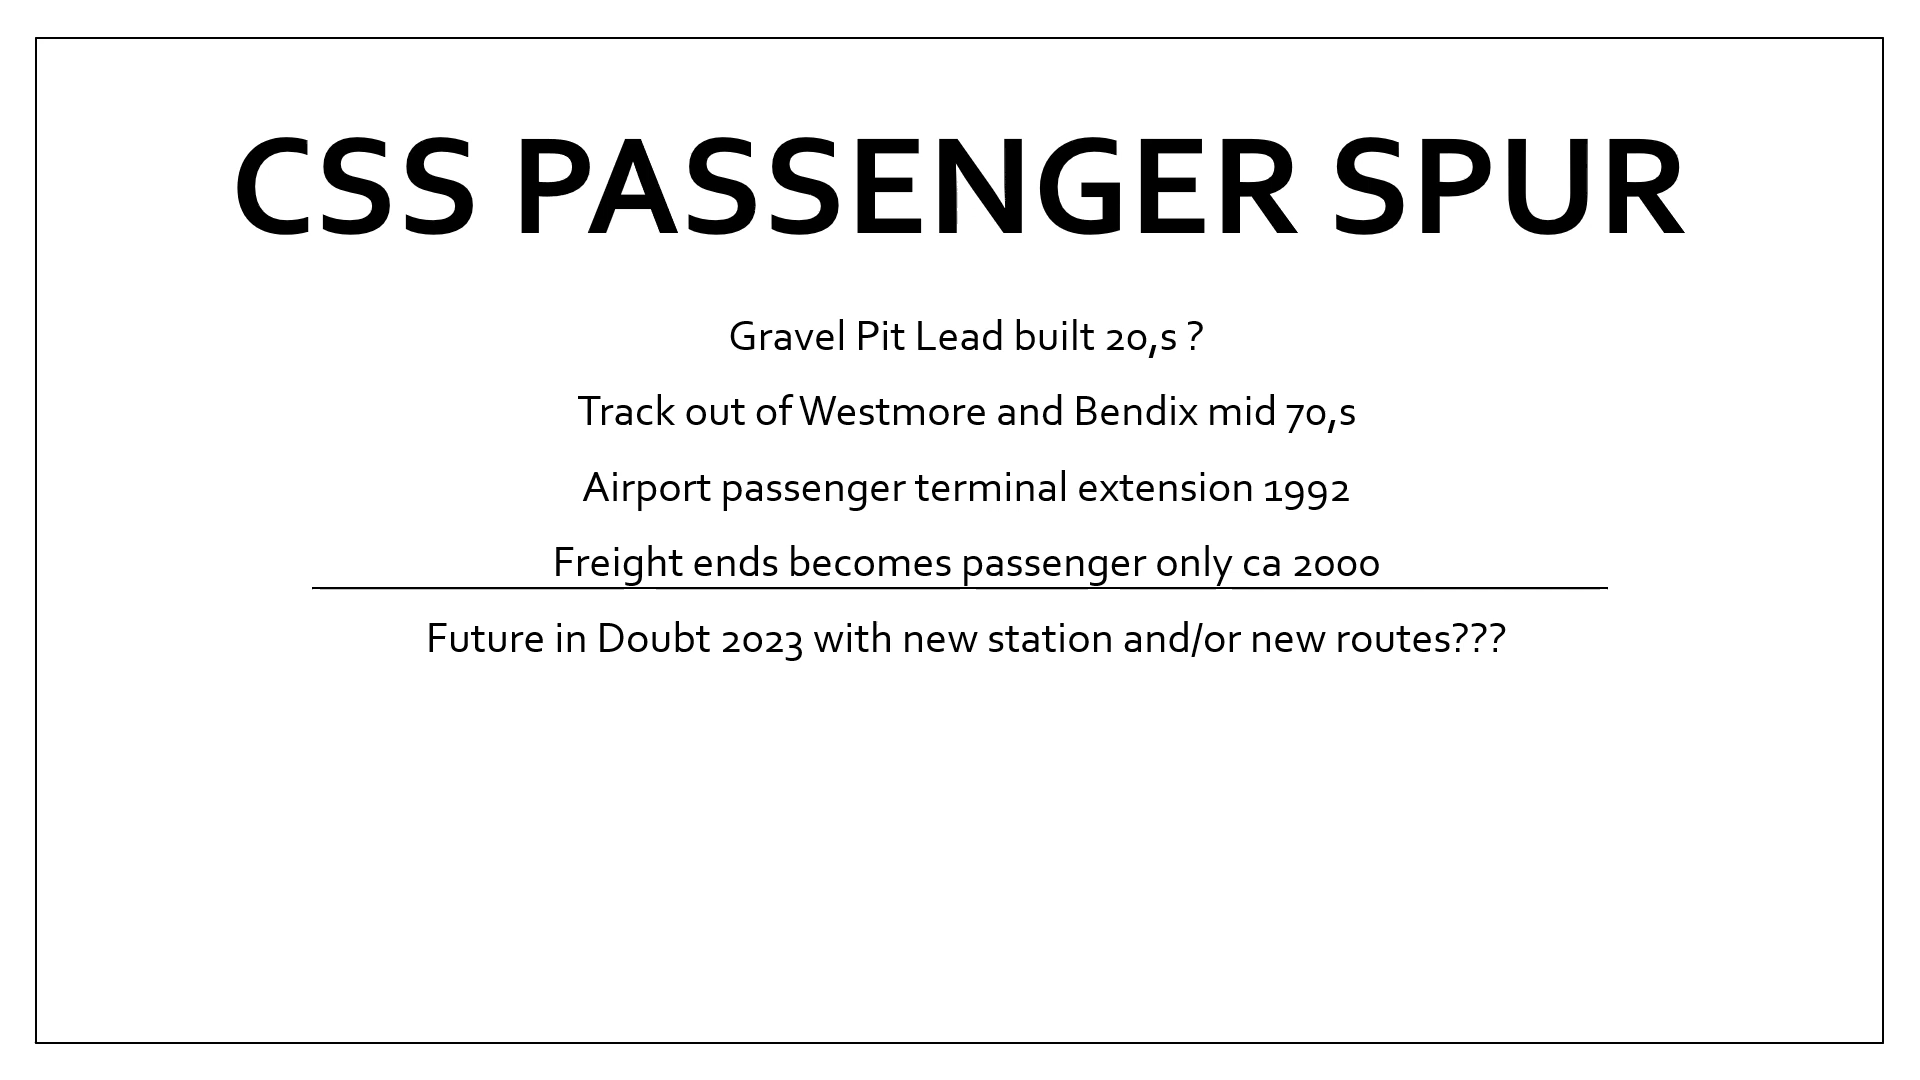 CSS PASSENGER SPUR
Gravel Pit Lead built 20,s ?
Track out of Westmore and Bendix mid 70,s
Airport passenger terminal extension 1992
Freight ends becomes passenger only ca 2000
Future in Doubt 2023 with new station and/or new routes???